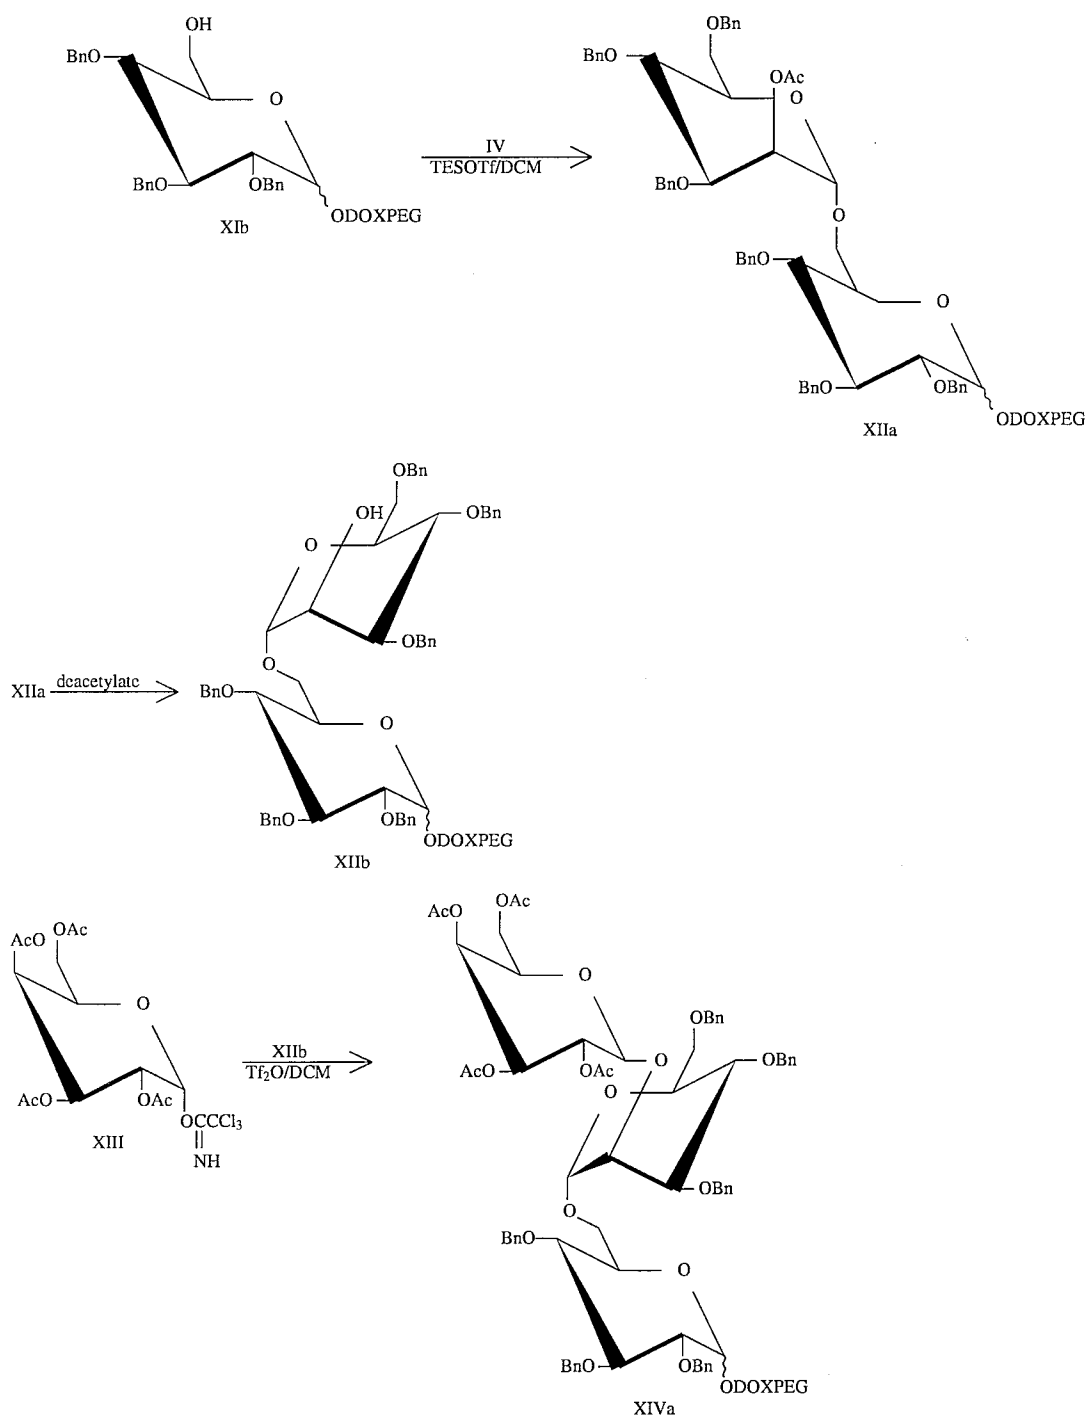 OH
BnO
O
BnO
OBn
ODOXPEG
XIb
IV
TESOTf/DCM
OBn
BnO
OAc
O
BnO
O
BnO
O
BnO
OBn
ODOXPEG
XIIa
OBn
OH
OBn
O
OBn
O
XIIa
deacetylate
BnO
O
BnO
OBn
ODOXPEG
XIIb
AcO
OAc
O
AcO
OAc
OCCCl3
NH
XIII
XIIb
Tf2O/DCM
AcO
OAc
O
AcO
OAc
O
OBn
OBn
O
OBn
O
BnO
O
BnO
OBn
ODOXPEG
XIVa